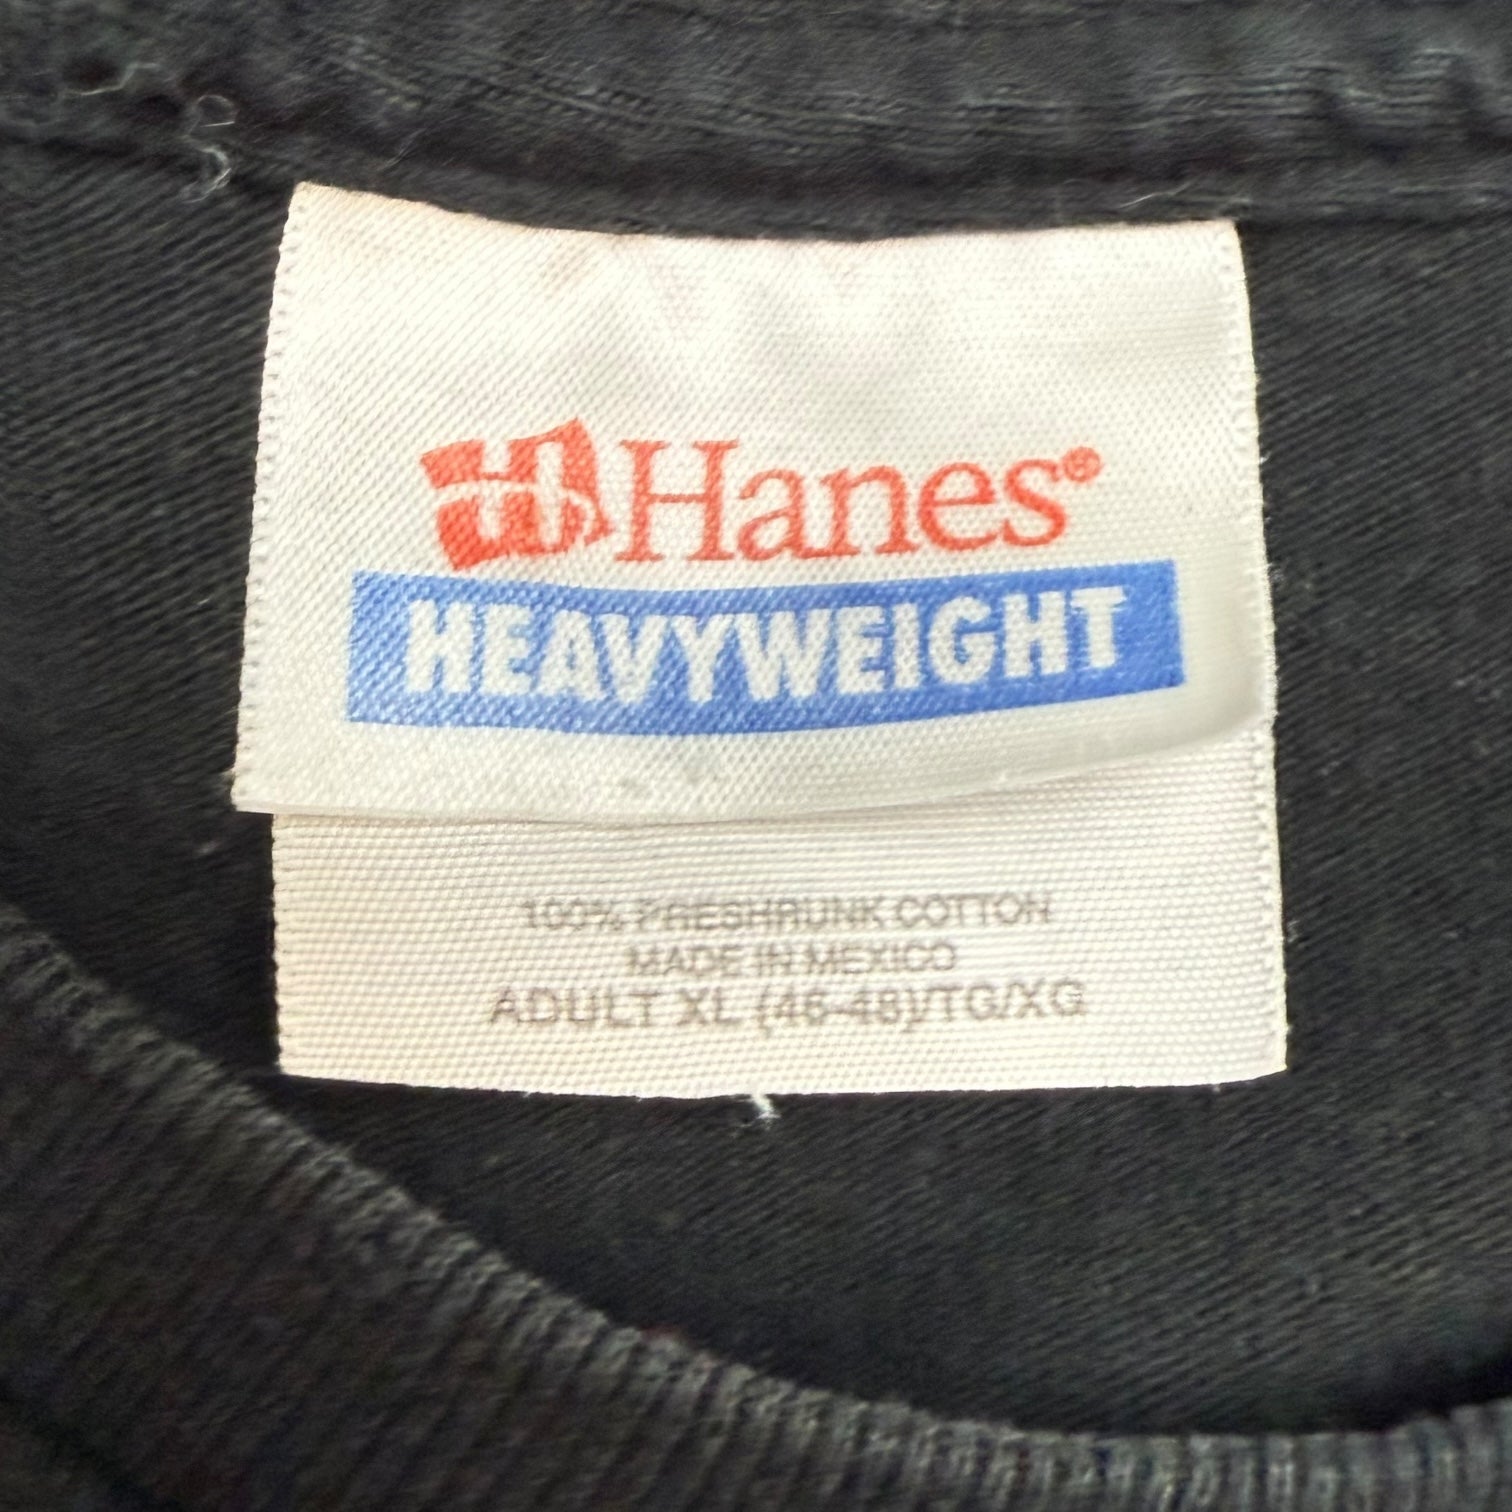 Hanes®
HEAVYWEIGHT
100% PRESHRUNK COTTON
MADE IN MEXICO
ADULT XL (46-48)/TG/XG